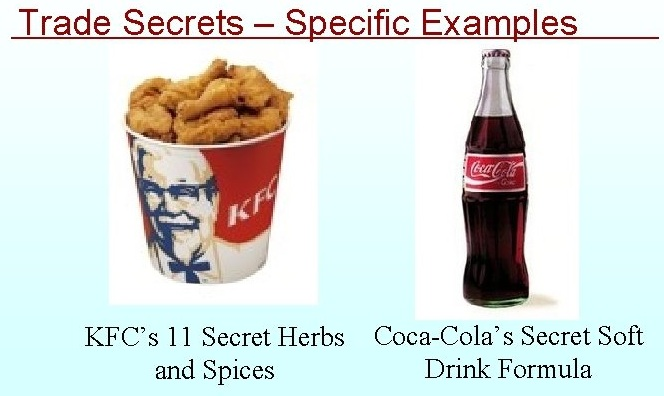 Trade Secrets – Specific Examples
KFC
Coca-Cola
Coke
KFC’s 11 Secret Herbs
and Spices
Coca-Cola’s Secret Soft
Drink Formula